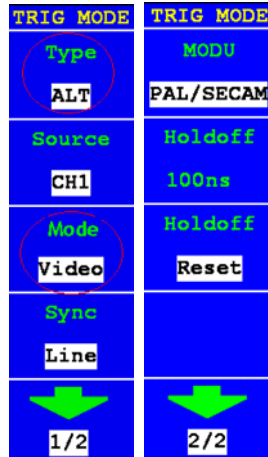 TRIG MODE
Type
ALT
Source
CH1
Mode
Video
Sync
Line
1/2
TRIG MODE
MODU
PAL/SECAM
Holdoff
100ns
Holdoff
Reset
2/2